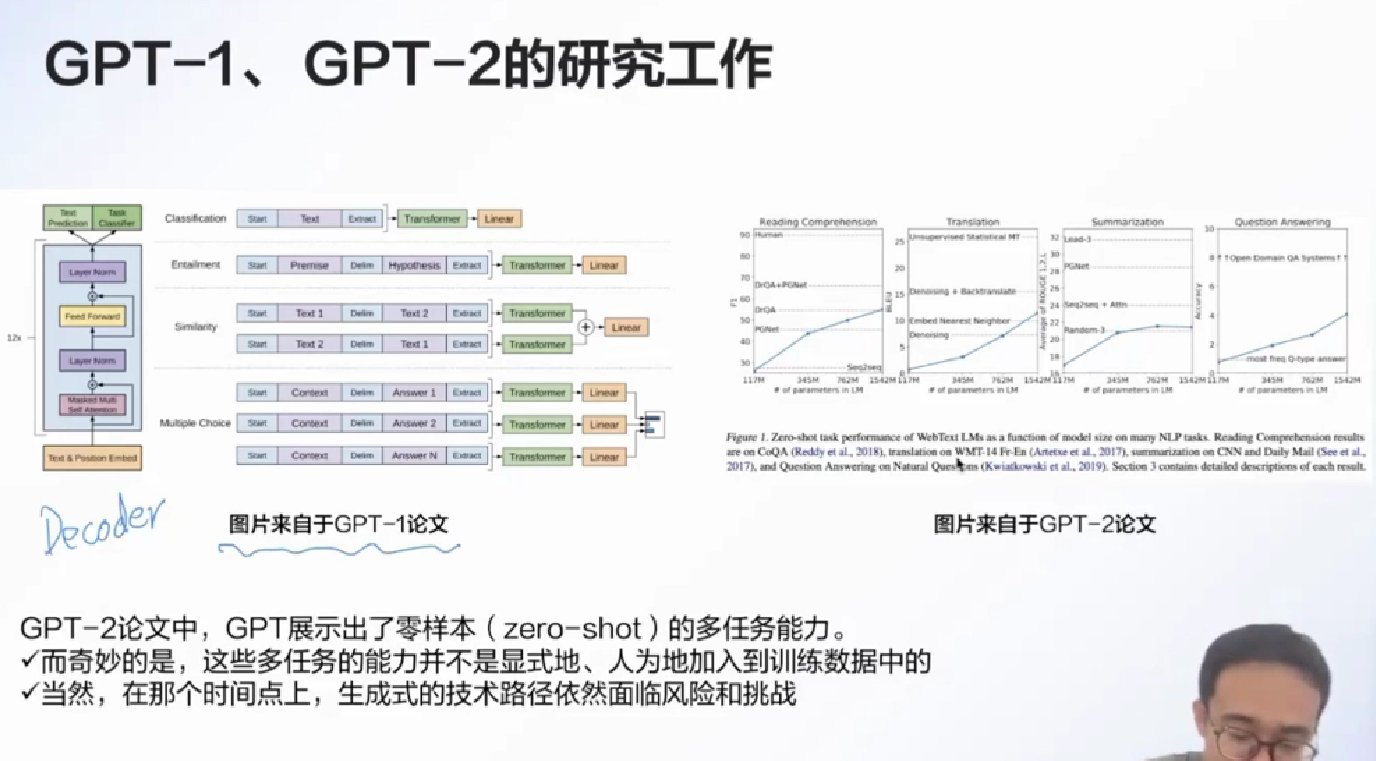 GPT-1、GPT-2的研究工作
Text Prediction
Task Classifier
Layer Norm
Feed Forward
Layer Norm
Masked Multi Self Attention
Text & Position Embed
12x
Classification Start Text Extract Transformer Linear
Entailment Start Premise Delim Hypothesis Extract Transformer Linear
Similarity
Start Text 1 Delim Text 2 Extract Transformer
Start Text 2 Delim Text 1 Extract Transformer
Linear
Multiple Choice
Start Context Delim Answer 1 Extract Transformer Linear
Start Context Delim Answer 2 Extract Transformer Linear
Start Context Delim Answer N Extract Transformer Linear
Decoder
图片来自于GPT-1论文
Reading Comprehension
90
80
70
60
50
40
30
F1
Human
DrQA+PGNet
DrQA
PGNet
Seq2seq
117M 345M 762M 1542M
# of parameters in LM
Translation
25
20
15
10
5
0
BLEU
Unsupervised Statistical MT
Denoising + Backtranslate
Embed Nearest Neighbor
Denoising
117M 345M 762M 1542M
# of parameters in LM
Summarization
32
30
28
26
24
22
20
18
16
Average of ROUGE 1,2,L
Lead-3
PGNet
Seq2seq + Attn
Random-3
117M 345M 762M 1542M
# of parameters in LM
Question Answering
10
8
6
4
2
0
Accuracy
↑↑Open Domain QA Systems↑↑
most freq Q-type answer
117M 345M 762M 1542M
# of parameters in LM
Figure 1. Zero-shot task performance of WebText LMs as a function of model size on many NLP tasks. Reading Comprehension results
are on CoQA (Reddy et al., 2018), translation on WMT-14 Fr-En (Artetxe et al., 2017), summarization on CNN and Daily Mail (See et al.,
2017), and Question Answering on Natural Questions (Kwiatkowski et al., 2019). Section 3 contains detailed descriptions of each result.
图片来自于GPT-2论文
GPT-2论文中，GPT展示出了零样本（zero-shot）的多任务能力。
✓而奇妙的是，这些多任务的能力并不是显式地、人为地加入到训练数据中的
✓当然，在那个时间点上，生成式的技术路径依然面临风险和挑战